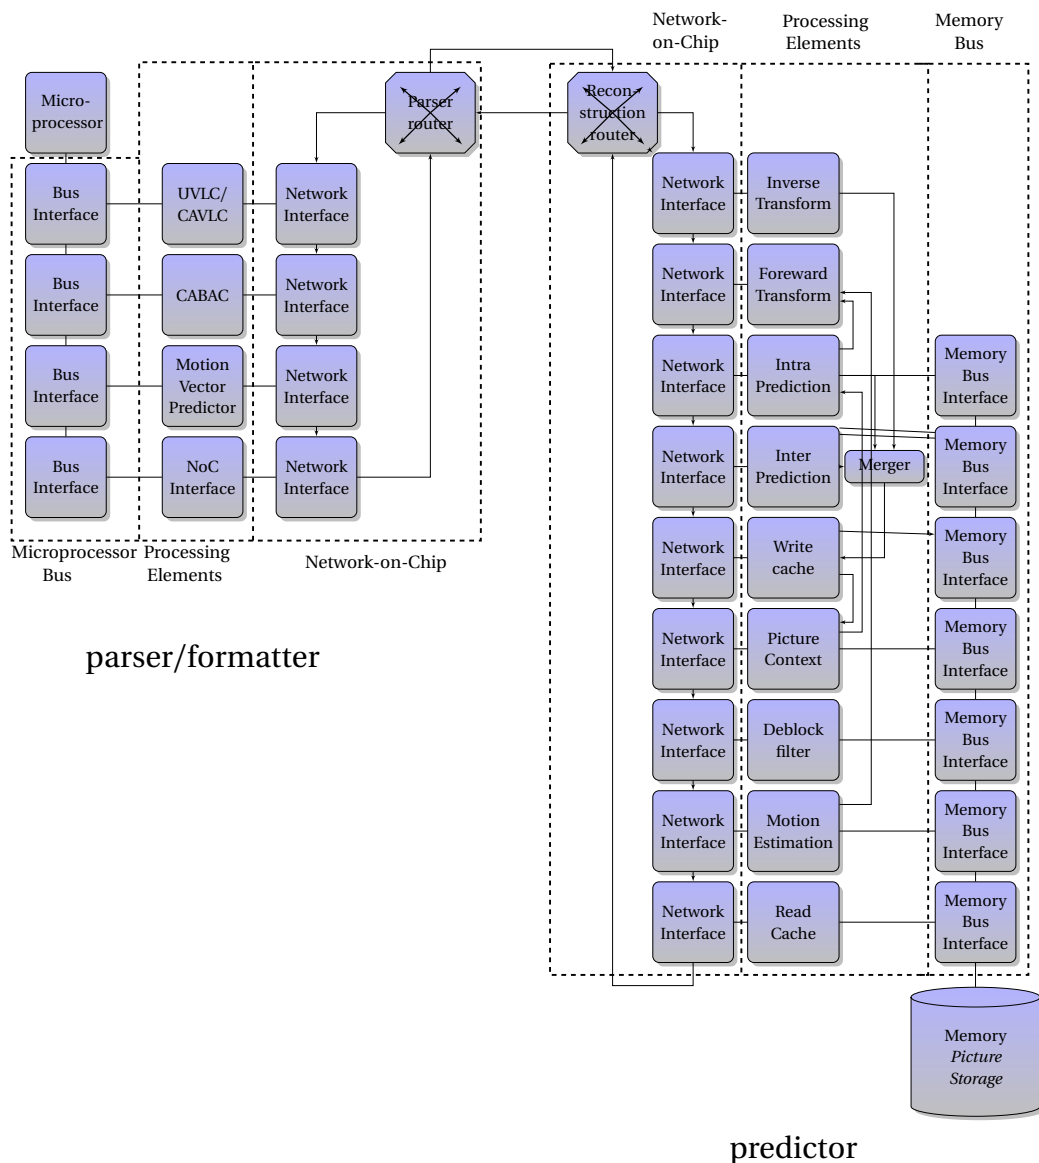 Network-
on-Chip
Processing
Elements
Memory
Bus
Micro-
processor
Parser
router
Recon-
struction
router
Bus
Interface
UVLC/
CAVLC
Network
Interface
Bus
Interface
CABAC
Network
Interface
Bus
Interface
Motion
Vector
Predictor
Network
Interface
Bus
Interface
NoC
Interface
Network
Interface
Microprocessor
Bus
Processing
Elements
Network-on-Chip
parser/formatter
Network
Interface
Inverse
Transform
Network
Interface
Foreward
Transform
Network
Interface
Intra
Prediction
Memory
Bus
Interface
Network
Interface
Inter
Prediction
Merger
Memory
Bus
Interface
Network
Interface
Write
cache
Memory
Bus
Interface
Network
Interface
Picture
Context
Memory
Bus
Interface
Network
Interface
Deblock
filter
Memory
Bus
Interface
Network
Interface
Motion
Estimation
Memory
Bus
Interface
Network
Interface
Read
Cache
Memory
Bus
Interface
Memory
Picture
Storage
predictor